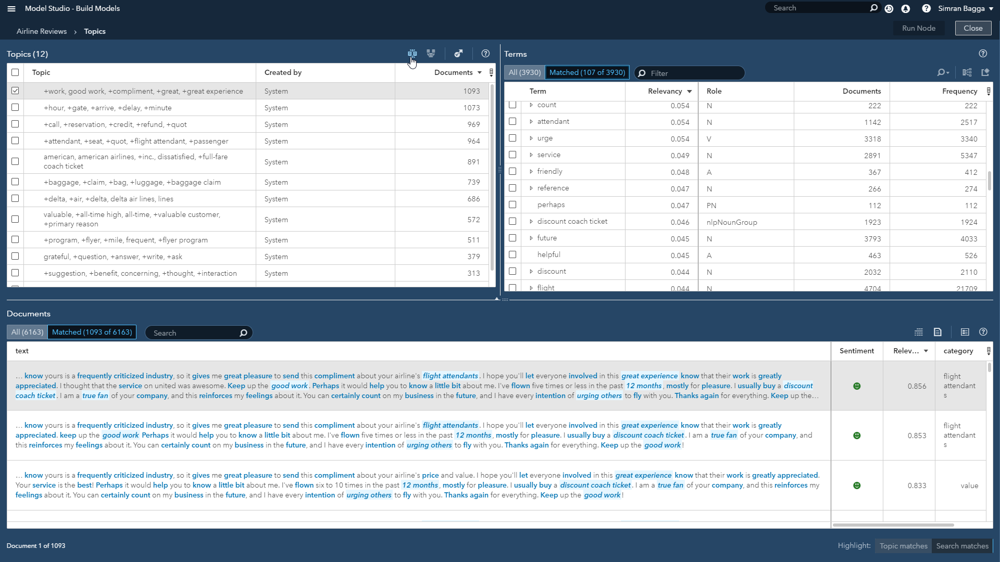 Model Studio - Build Models
Search
Simran Bagga
Airline Reviews › Topics
Run Node
Close
Topics (12)
Topic Created by Documents
+work, good work, +compliment, +great, +great experience System 1093
+hour, +gate, +arrive, +delay, +minute System 1073
+call, +reservation, +credit, +refund, +quot System 969
+attendant, +seat, +quot, +flight attendant, +passenger System 964
american, american airlines, +inc., dissatisfied, +full-fare
coach ticket System 891
+baggage, +claim, +bag, +luggage, +baggage claim System 739
+delta, +air, +delta, delta air lines, lines System 686
valuable, +all-time high, all-time, +valuable customer,
+primary reason System 572
+program, +flyer, +mile, frequent, +flyer program System 511
grateful, +question, +answer, +write, +ask System 379
+suggestion, +benefit, concerning, +thought, +interaction System 313
Terms
All (3930) Matched (107 of 3930) Filter
Term Relevancy Role Documents Frequency
count 0.054 N 222 222
attendant 0.054 N 1142 2517
urge 0.054 V 3318 3340
service 0.049 N 2891 5347
friendly 0.048 A 367 412
reference 0.047 N 266 274
perhaps 0.047 PN 112 112
discount coach ticket 0.046 nlpNounGroup 1923 1924
future 0.045 N 3793 4033
helpful 0.045 A 463 526
discount 0.044 N 2032 2110
flight 0.044 N 4704 21709
Documents
All (6163) Matched (1093 of 6163) Search
text Sentiment Relev... category
... know yours is a frequently criticized industry, so it gives me great pleasure to send this compliment about your airline's flight attendants. I hope you'll let everyone involved in this great experience know that their work is greatly
appreciated. I thought that the service on united was awesome. Keep up the good work. Perhaps it would help you to know a little bit about me. I've flown five times or less in the past 12 months, mostly for pleasure. I usually buy a discount
coach ticket. I am a true fan of your company, and this reinforces my feelings about it. You can certainly count on my business in the future, and I have every intention of urging others to fly with you. Thanks again for everything. Keep up the...
0.856
flight
attendant
s
... know yours is a frequently criticized industry, so it gives me great pleasure to send this compliment about your airline's flight attendants. I hope you'll let everyone involved in this great experience know that their work is greatly
appreciated. keep up the good work Perhaps it would help you to know a little bit about me. I've flown five times or less in the past 12 months, mostly for pleasure. I usually buy a discount coach ticket. I am a true fan of your company, and
this reinforces my feelings about it. You can certainly count on my business in the future, and I have every intention of urging others to fly with you. Thanks again for everything. Keep up the good work!
0.853
flight
attendant
s
... know yours is a frequently criticized industry, so it gives me great pleasure to send this compliment about your airline's price and value. I hope you'll let everyone involved in this great experience know that their work is greatly appreciated.
Your service is the best! Perhaps it would help you to know a little bit about me. I've flown six to 10 times in the past 12 months, mostly for pleasure. I usually buy a discount coach ticket. I am a true fan of your company, and this reinforces my
feelings about it. You can certainly count on my business in the future, and I have every intention of urging others to fly with you. Thanks again for everything. Keep up the good work!
0.833
value
Document 1 of 1093
Highlight: Topic matches Search matches